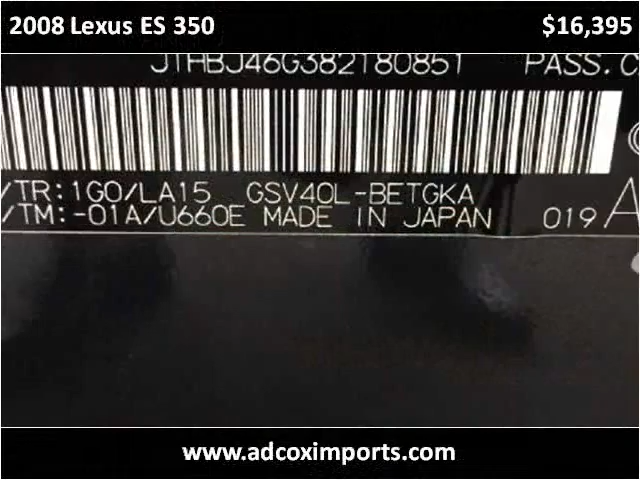 2008 Lexus ES 350 $16,395
JTHBJ46G382180851 PASS.C
/TR:1G0/LA15 GSV40L-BETGKA
/TM:-01A/U660E MADE IN JAPAN 019 A
www.adcoximports.com